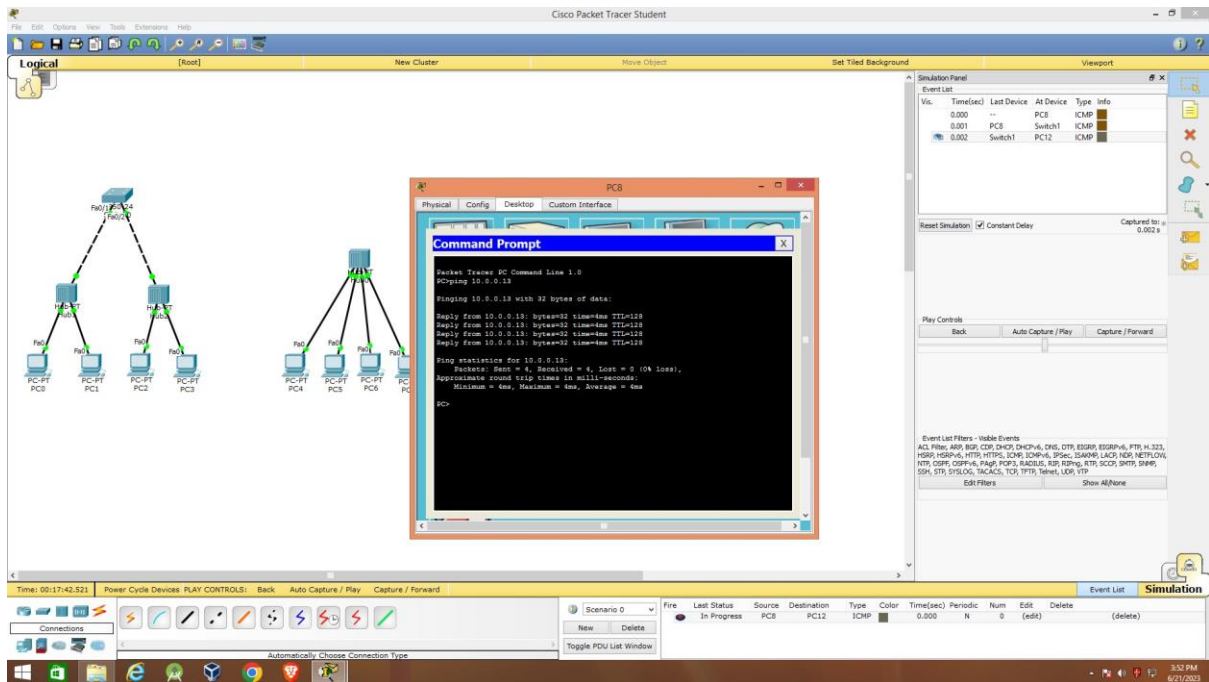 Cisco Packet Tracer Student
File Edit Options View Tools Extensions Help
Logical [Root] New Cluster Move Object Set Tiled Background Viewport
Simulation Panel
Event List
Vis. Time(sec) Last Device At Device Type Info
0.000 -- PC8 ICMP
0.001 PC8 Switch1 ICMP
0.002 Switch1 PC12 ICMP
Reset Simulation Constant Delay Captured to:
0.002 s
Play Controls
Back Auto Capture / Play Capture / Forward
Event List Filters - Visible Events
ACL Filter, ARP, BGP, CDP, DHCP, DHCPv6, DNS, DTP, EIGRP, EIGRPv6, FTP, H.323,
HSRP, HSRPv6, HTTP, HTTPS, ICMP, ICMPv6, IPSec, ISAKMP, LACP, NDP, NETFLOW,
NTP, OSPF, OSPFv6, PAgP, POP3, RADIUS, RIP, RIPng, RTP, SCCP, SMTP, SNMP,
SSH, STP, SYSLOG, TACACS, TCP, TFTP, Telnet, UDP, VTP
Edit Filters Show All/None
Fa0/2
Fa0 Fa0 Fa0 Fa0
PC-PT PC-PT PC-PT PC-PT
PC0 PC1 PC2 PC3
Fa0 Fa0 Fa0 Fa0
PC-PT PC-PT PC-PT
PC4 PC5 PC6
PC8
Physical Config Desktop Custom Interface
Command Prompt X
Packet Tracer PC Command Line 1.0
PC>ping 10.0.0.13
Pinging 10.0.0.13 with 32 bytes of data:
Reply from 10.0.0.13: bytes=32 time=4ms TTL=128
Reply from 10.0.0.13: bytes=32 time=4ms TTL=128
Reply from 10.0.0.13: bytes=32 time=4ms TTL=128
Reply from 10.0.0.13: bytes=32 time=4ms TTL=128
Ping statistics for 10.0.0.13:
Packets: Sent = 4, Received = 4, Lost = 0 (0% loss),
Approximate round trip times in milli-seconds:
Minimum = 4ms, Maximum = 4ms, Average = 4ms
PC>
Time: 00:17:42.521 Power Cycle Devices PLAY CONTROLS: Back Auto Capture / Play Capture / Forward Event List Simulation
Connections
Automatically Choose Connection Type
Scenario 0
New Delete
Toggle PDU List Window
Fire Last Status Source Destination Type Color Time(sec) Periodic Num Edit Delete
In Progress PC8 PC12 ICMP 0.000 N 0 (edit) (delete)
3:52 PM
6/21/2023